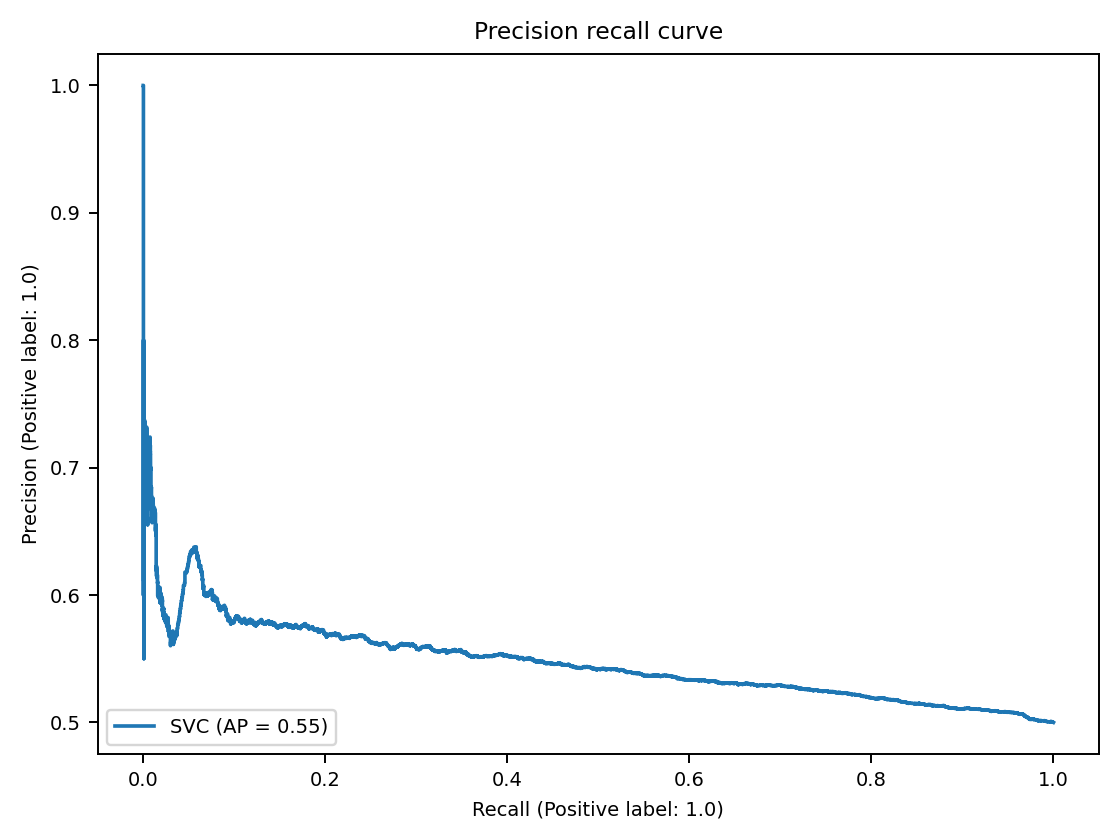 Precision recall curve
1.0
0.9
0.8
0.7
0.6
0.5
Precision (Positive label: 1.0)
SVC (AP = 0.55)
0.0 0.2 0.4 0.6 0.8 1.0
Recall (Positive label: 1.0)